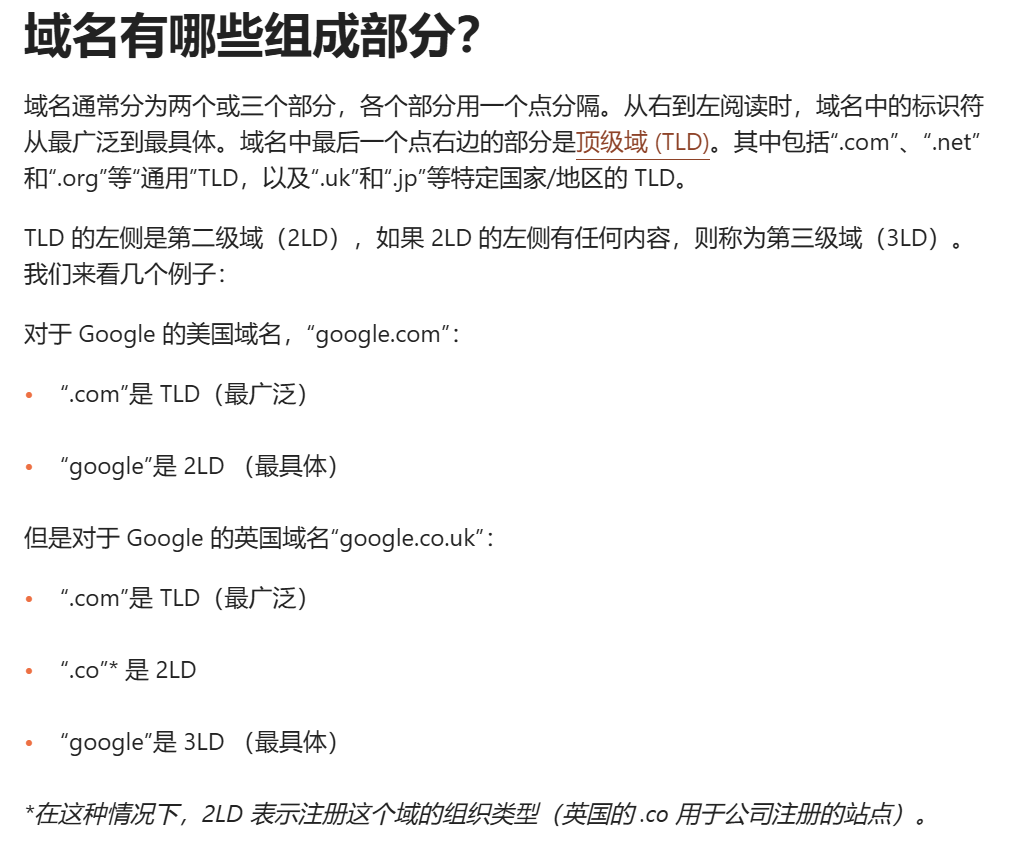 域名有哪些组成部分？
域名通常分为两个或三个部分，各个部分用一个点分隔。从右到左阅读时，域名中的标识符
从最广泛到最具体。域名中最后一个点右边的部分是顶级域 (TLD)。其中包括“.com”、“.net”
和“.org”等“通用”TLD，以及“.uk”和“.jp”等特定国家/地区的 TLD。
TLD 的左侧是第二级域（2LD），如果 2LD 的左侧有任何内容，则称为第三级域（3LD）。
我们来看几个例子：
对于 Google 的美国域名，“google.com”：
• “.com”是 TLD（最广泛）
• “google”是 2LD （最具体）
但是对于 Google 的英国域名“google.co.uk”：
• “.com”是 TLD（最广泛）
• “.co”* 是 2LD
• “google”是 3LD （最具体）
*在这种情况下，2LD 表示注册这个域的组织类型（英国的 .co 用于公司注册的站点）。